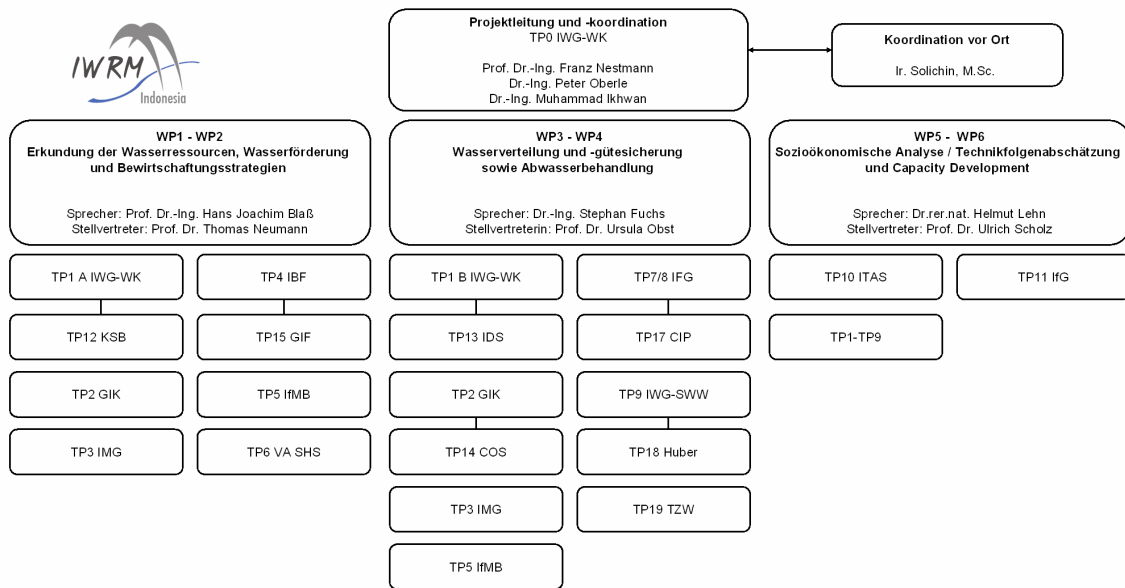 IWRM
Indonesia
Projektleitung und -koordination
TP0 IWG-WK
Prof. Dr.-Ing. Franz Nestmann
Dr.-Ing. Peter Oberle
Dr.-Ing. Muhammad Ikhwan
Koordination vor Ort
Ir. Solichin, M.Sc.
WP1 - WP2
Erkundung der Wasserressourcen, Wasserförderung
und Bewirtschaftungsstrategien
Sprecher: Prof. Dr.-Ing. Hans Joachim Blaß
Stellvertreter: Prof. Dr. Thomas Neumann
WP3 - WP4
Wasserverteilung und -gütesicherung
sowie Abwasserbehandlung
Sprecher: Dr.-Ing. Stephan Fuchs
Stellvertreterin: Prof. Dr. Ursula Obst
WP5 - WP6
Sozioökonomische Analyse / Technikfolgenabschätzung
und Capacity Development
Sprecher: Dr.rer.nat. Helmut Lehn
Stellvertreter: Prof. Dr. Ulrich Scholz
TP1 A IWG-WK
TP12 KSB
TP2 GIK
TP3 IMG
TP4 IBF
TP15 GIF
TP5 IfMB
TP6 VA SHS
TP1 B IWG-WK
TP13 IDS
TP2 GIK
TP14 COS
TP3 IMG
TP5 IfMB
TP7/8 IFG
TP17 CIP
TP9 IWG-SWW
TP18 Huber
TP19 TZW
TP10 ITAS
TP1-TP9
TP11 IfG